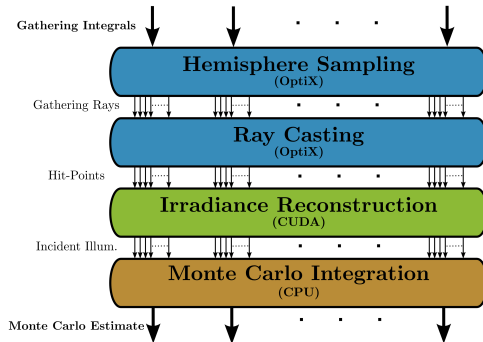 Gathering Integrals
Hemisphere Sampling
(OptiX)
Gathering Rays
Ray Casting
(OptiX)
Hit-Points
Irradiance Reconstruction
(CUDA)
Incident Illum.
Monte Carlo Integration
(CPU)
Monte Carlo Estimate